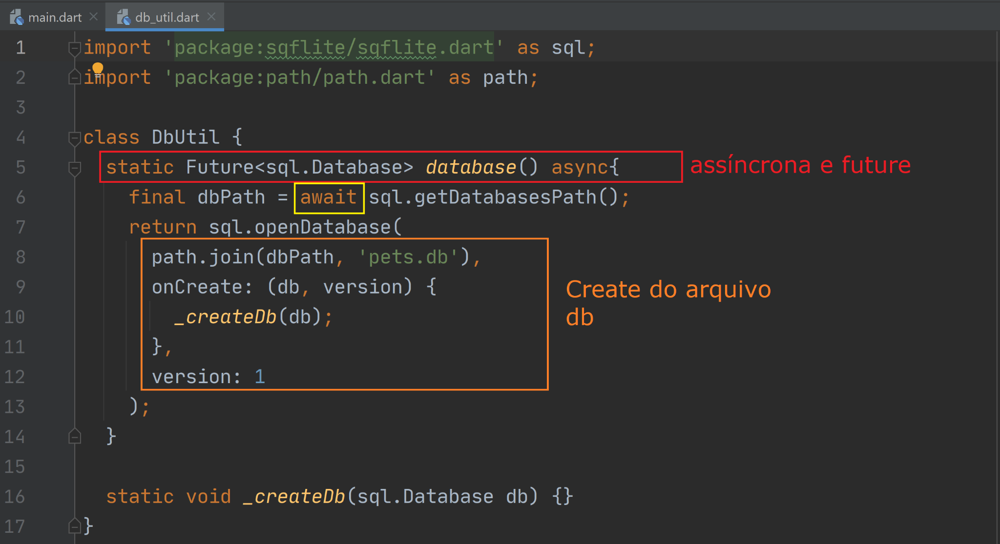 main.dart
db_util.dart
1 import 'package:sqflite/sqflite.dart' as sql;
2 import 'package:path/path.dart' as path;
3
4 class DbUtil {
5 static Future<sql.Database> database() async{ assíncrona e future
6 final dbPath = await sql.getDatabasesPath();
7 return sql.openDatabase(
8 path.join(dbPath, 'pets.db'),
9 onCreate: (db, version) { Create do arquivo
10 _createDb(db); db
11 },
12 version: 1
13 );
14 }
15
16 static void _createDb(sql.Database db) {}
17 }